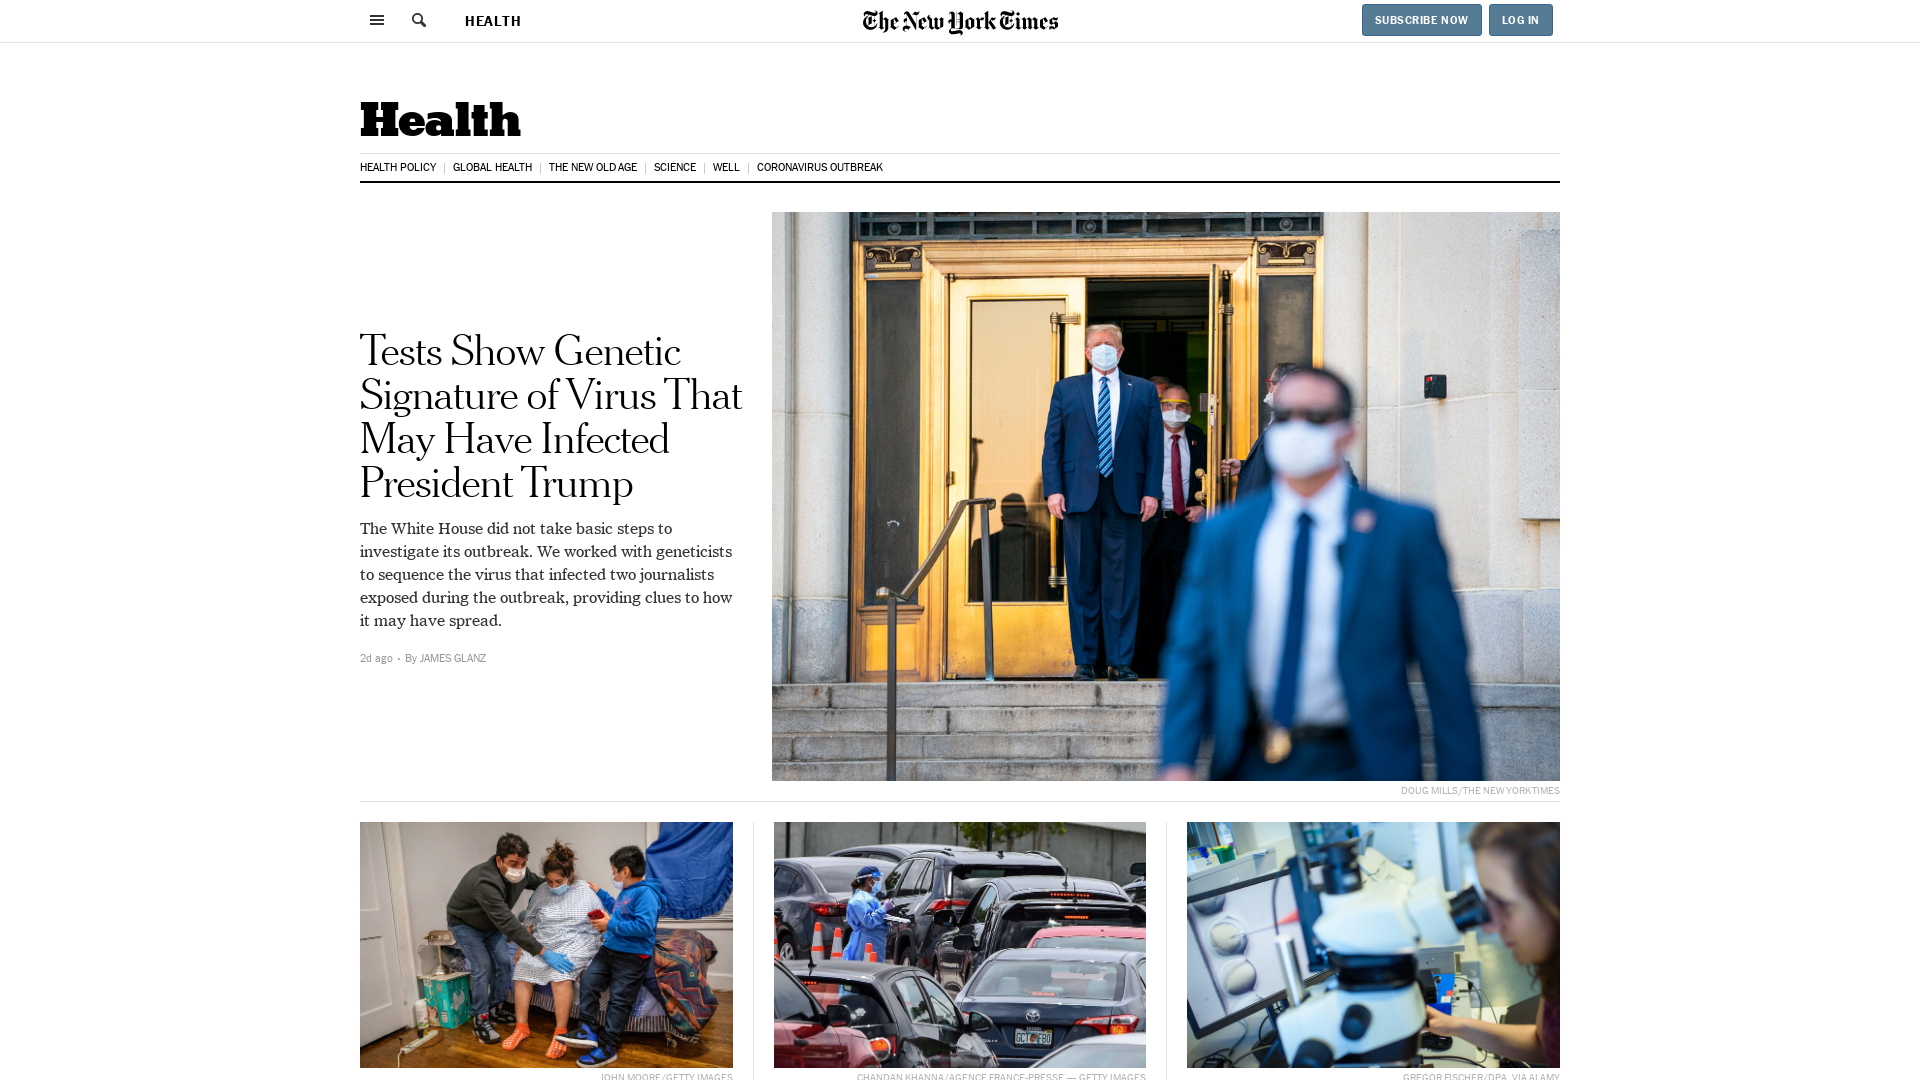 HEALTH
The New York Times
SUBSCRIBE NOW
LOG IN
Health
HEALTH POLICY
GLOBAL HEALTH
THE NEW OLD AGE
SCIENCE
WELL
CORONAVIRUS OUTBREAK
Tests Show Genetic
Signature of Virus That
May Have Infected
President Trump
The White House did not take basic steps to
investigate its outbreak. We worked with geneticists
to sequence the virus that infected two journalists
exposed during the outbreak, providing clues to how
it may have spread.
2d ago • By JAMES GLANZ
DOUG MILLS/THE NEW YORK TIMES
JOHN MOORE/GETTY IMAGES
CHANDAN KHANNA/AGENCE FRANCE-PRESSE — GETTY IMAGES
GREGOR FISCHER/DPA, VIA ALAMY